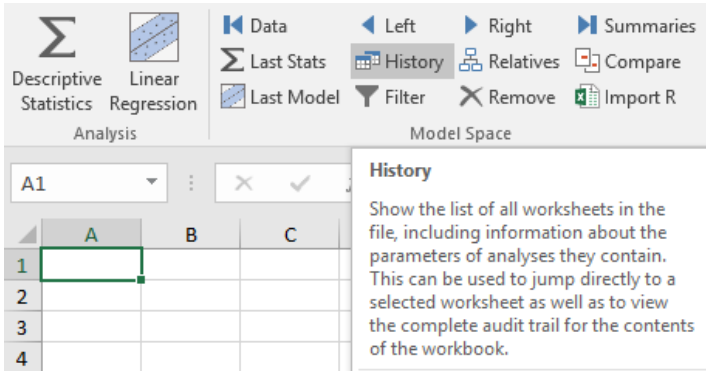 Descriptive
Statistics
Linear
Regression
Analysis
Data
Left
Right
Summaries
Last Stats
History
Relatives
Compare
Last Model
Filter
Remove
Import R
Model Space
A1
History
Show the list of all worksheets in the
file, including information about the
parameters of analyses they contain.
This can be used to jump directly to a
selected worksheet as well as to view
the complete audit trail for the contents
of the workbook.
A B C
1
2
3
4